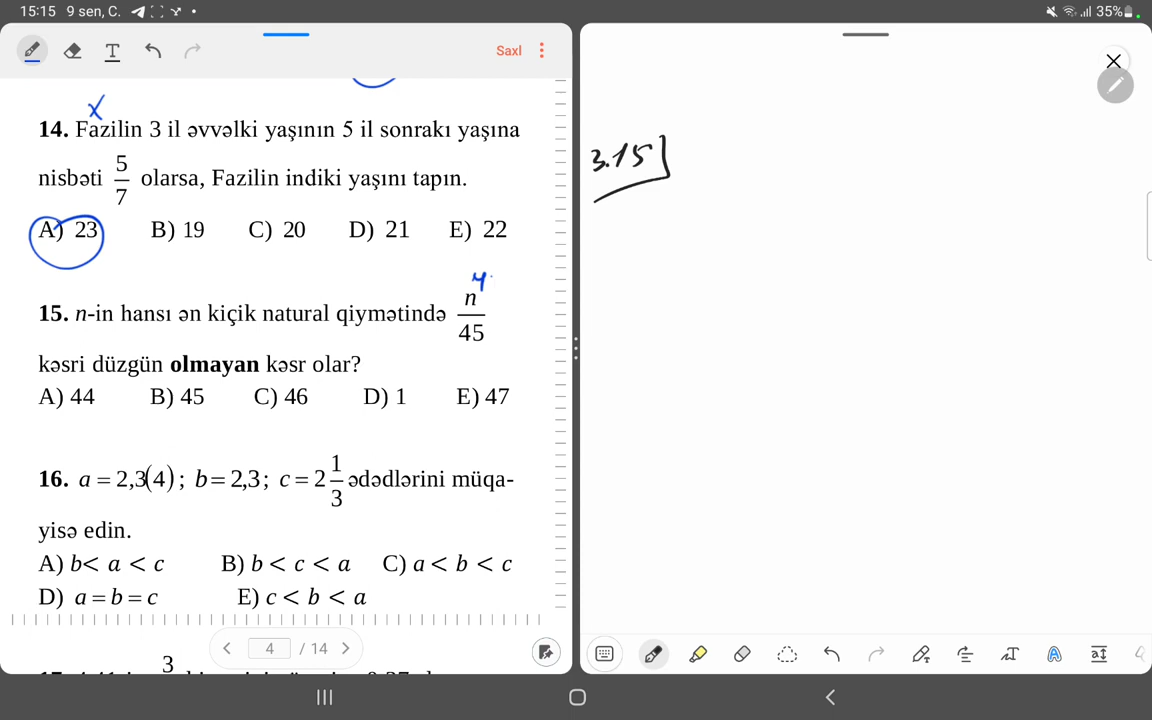 15:15 9 sen, C. 35%
T Saxl
x
14. Fazilin 3 il əvvəlki yaşının 5 il sonrakı yaşına
nisbəti 5/7 olarsa, Fazilin indiki yaşını tapın.
A) 23 B) 19 C) 20 D) 21 E) 22
4
15. n-in hansı ən kiçik natural qiymətində n/45
kəsri düzgün olmayan kəsr olar?
A) 44 B) 45 C) 46 D) 1 E) 47
16. a = 2,3(4); b = 2,3; c = 2 1/3 ədədlərini müqa-
yisə edin.
A) b < a < c B) b < c < a C) a < b < c
D) a = b = c E) c < b < a
4 / 14
3
3.15